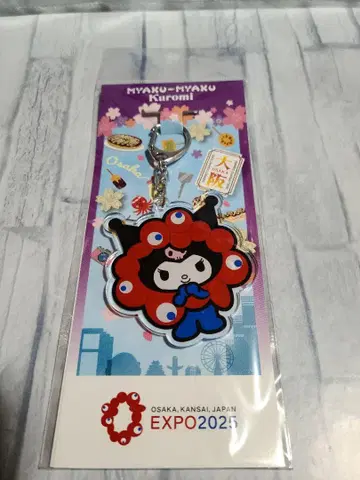 MYAKU-MYAKU
Kuromi
Osaka
大阪
OSAKA, KANSAI, JAPAN
EXPO2025